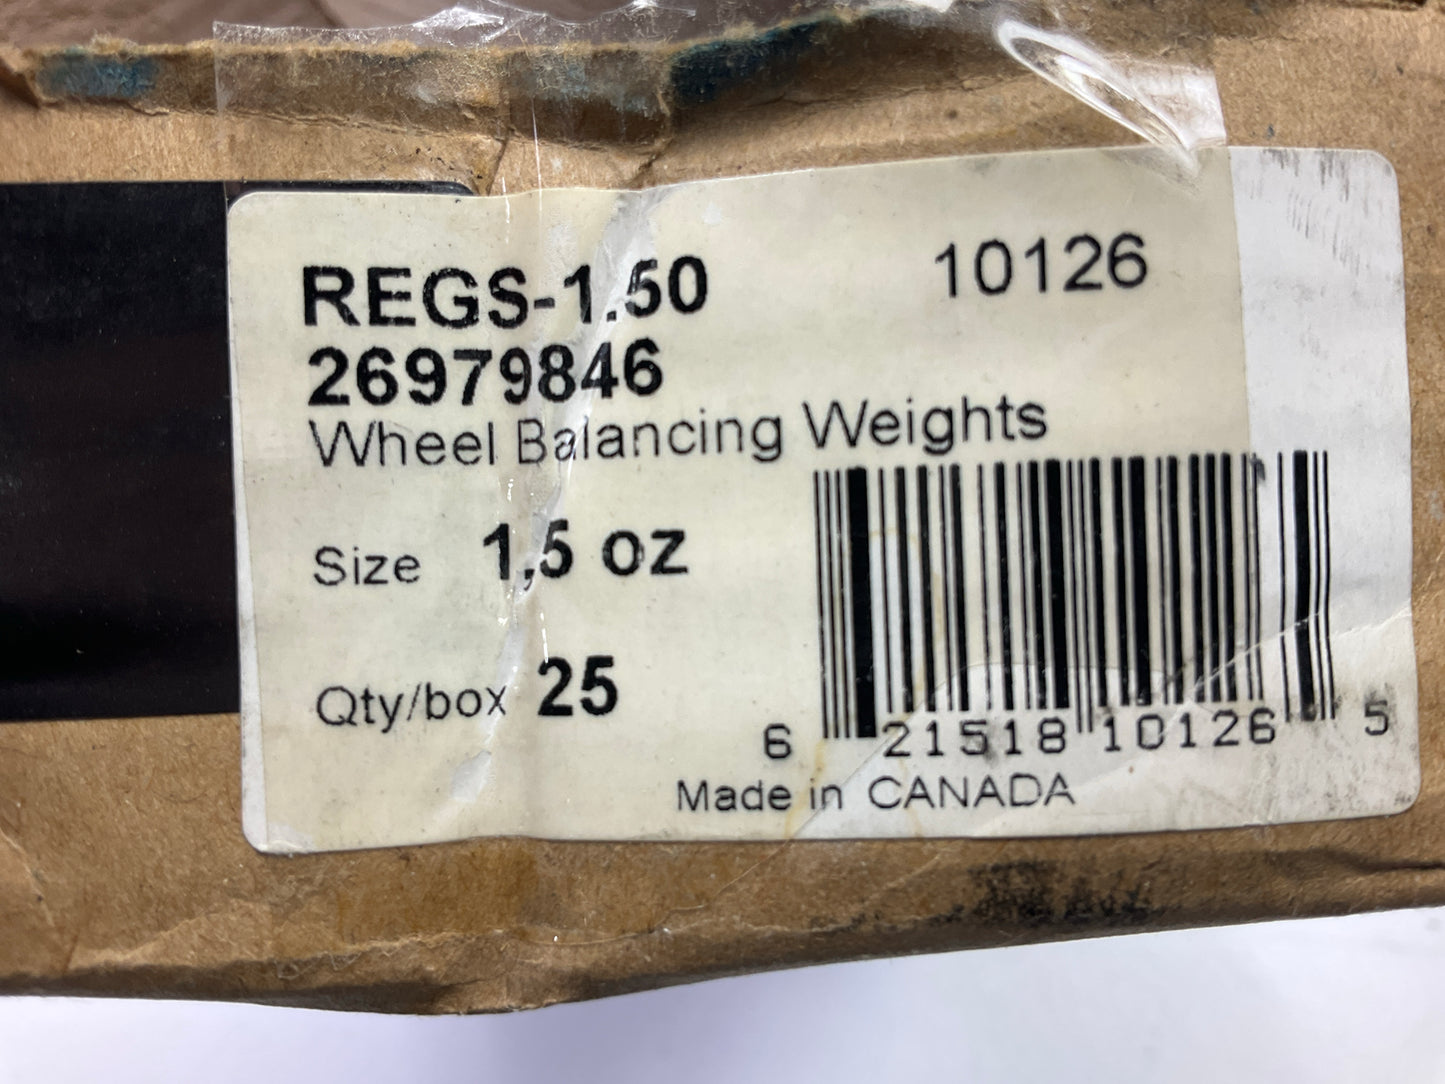 REGS-1.50 10126
26979846
Wheel Balancing Weights
Size 1,5 oz
Qty/box 25
6 21518 10126 5
Made in CANADA